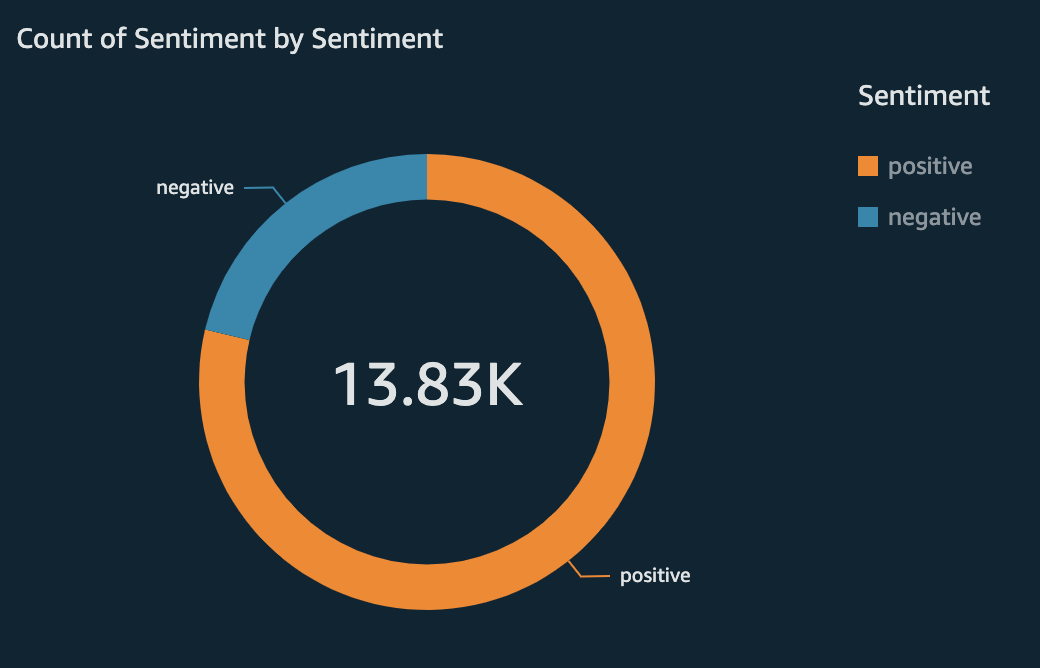 Count of Sentiment by Sentiment
Sentiment
positive
negative
negative
13.83K
positive